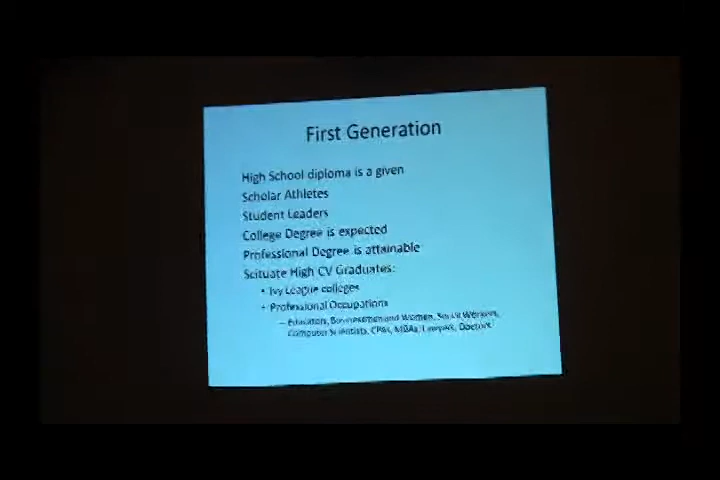 First Generation
High School diploma is a given
Scholar Athletes
Student Leaders
College Degree is expected
Professional Degree is attainable
Scituate High CV Graduates:
• Ivy League colleges
• Professional Occupations
– Educators, Businessmen and Women, Social Workers,
Computer Scientists, CPAs, MBAs, Lawyers, Doctors